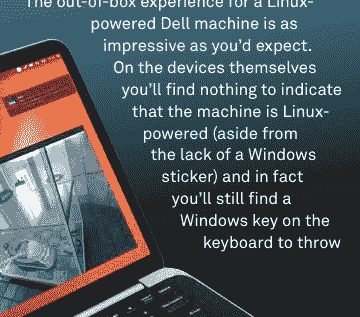 The out-of-box experience for a Linux-
powered Dell machine is as
impressive as you'd expect.
On the devices themselves
you'll find nothing to indicate
that the machine is Linux-
powered (aside from
the lack of a Windows
sticker) and in fact
you'll still find a
Windows key on the
keyboard to throw